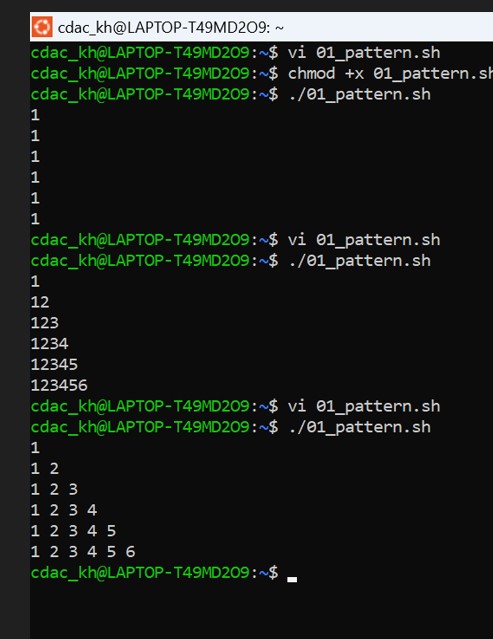 cdac_kh@LAPTOP-T49MD2O9: ~
cdac_kh@LAPTOP-T49MD2O9:~$ vi 01_pattern.sh
cdac_kh@LAPTOP-T49MD2O9:~$ chmod +x 01_pattern.sh
cdac_kh@LAPTOP-T49MD2O9:~$ ./01_pattern.sh
1
1
1
1
1
1
cdac_kh@LAPTOP-T49MD2O9:~$ vi 01_pattern.sh
cdac_kh@LAPTOP-T49MD2O9:~$ ./01_pattern.sh
1
12
123
1234
12345
123456
cdac_kh@LAPTOP-T49MD2O9:~$ vi 01_pattern.sh
cdac_kh@LAPTOP-T49MD2O9:~$ ./01_pattern.sh
1
1 2
1 2 3
1 2 3 4
1 2 3 4 5
1 2 3 4 5 6
cdac_kh@LAPTOP-T49MD2O9:~$